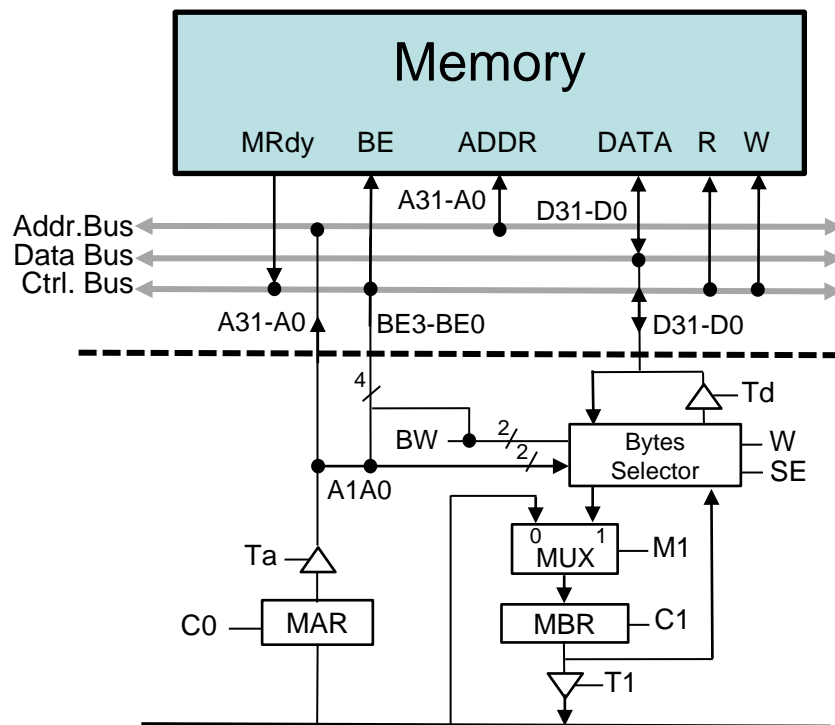 Memory
MRdy BE ADDR DATA R W
A31-A0 D31-D0
Addr.Bus
Data Bus
Ctrl. Bus
A31-A0 BE3-BE0 D31-D0
4 Td
BW 2 Bytes W
2 Selector SE
A1A0
0 1
Ta MUX M1
C0 MAR MBR C1
T1